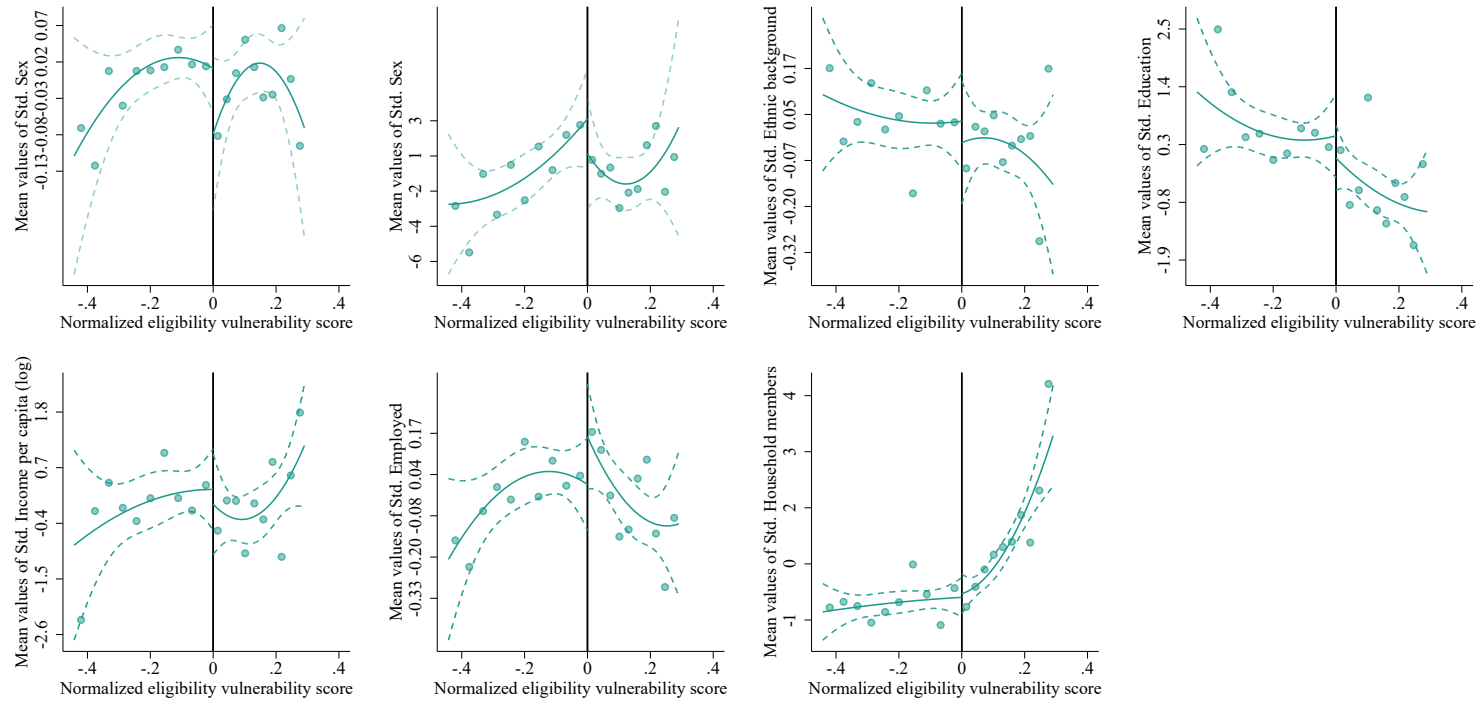 Mean values of Std. Sex
-0.13 -0.08 -0.03 0.02 0.07
-.4 -.2 0 .2 .4
Normalized eligibility vulnerability score
Mean values of Std. Sex
-6 -4 -2 1 3
-.4 -.2 0 .2 .4
Normalized eligibility vulnerability score
Mean values of Std. Ethnic background
-0.32 -0.20 -0.07 0.05 0.17
-.4 -.2 0 .2 .4
Normalized eligibility vulnerability score
Mean values of Std. Education
-1.9 -0.8 0.3 1.4 2.5
-.4 -.2 0 .2 .4
Normalized eligibility vulnerability score
Mean values of Std. Income per capita (log)
-2.6 -1.5 -0.4 0.7 1.8
-.4 -.2 0 .2 .4
Normalized eligibility vulnerability score
Mean values of Std. Employed
-0.33 -0.20 -0.08 0.04 0.17
-.4 -.2 0 .2 .4
Normalized eligibility vulnerability score
Mean values of Std. Household members
-1 0 1 2 3 4
-.4 -.2 0 .2 .4
Normalized eligibility vulnerability score